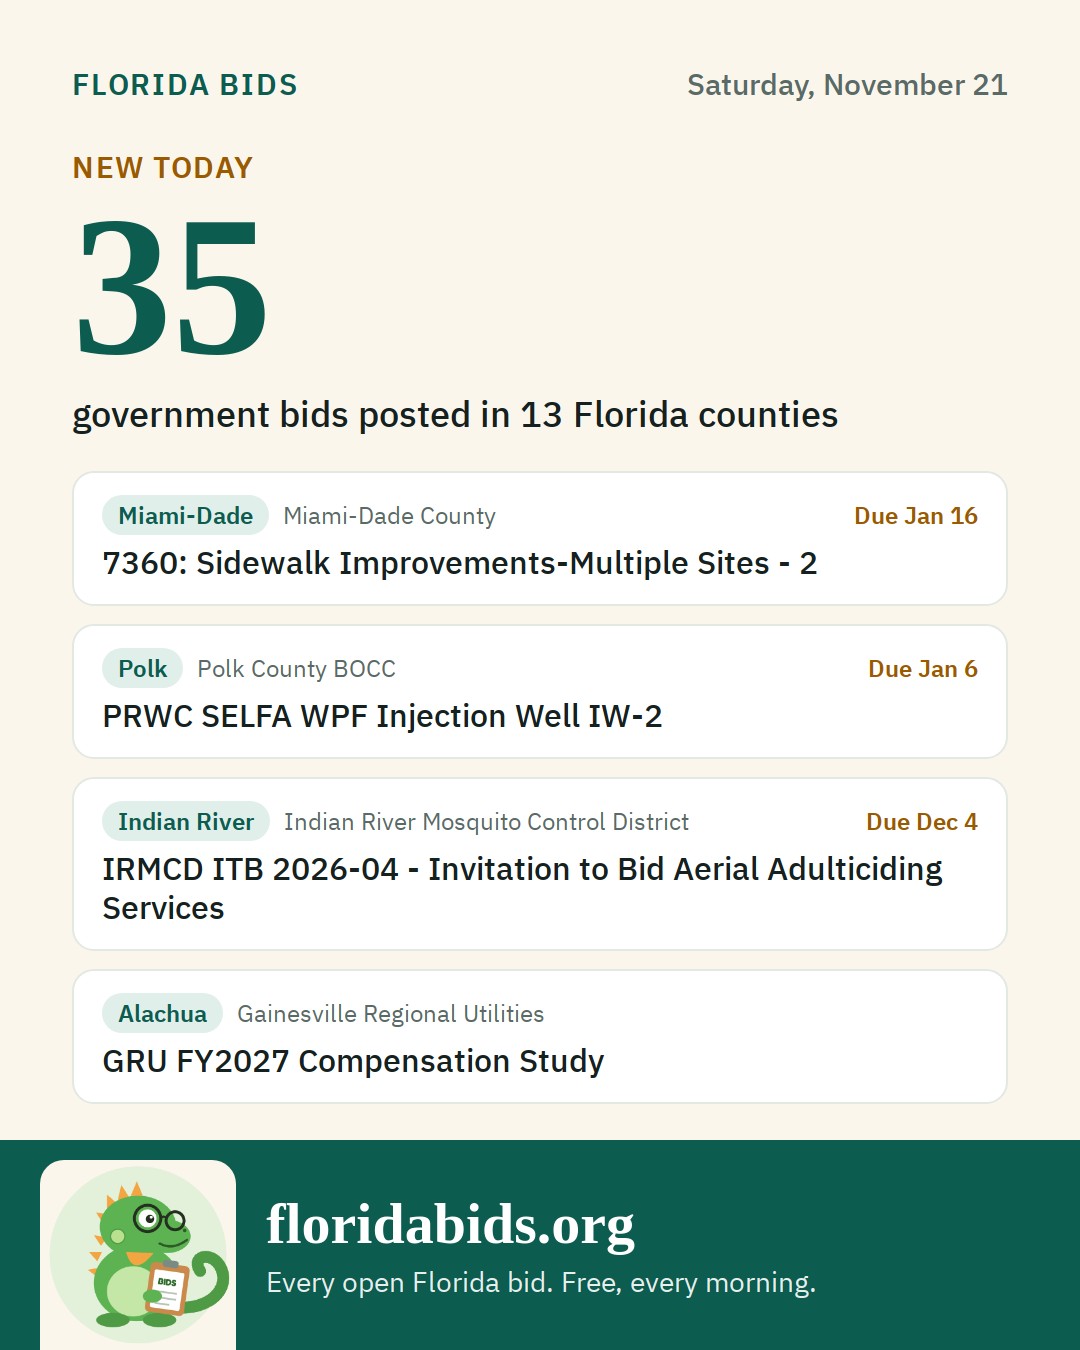 FLORIDA BIDS
Saturday, November 21
NEW TODAY
35
government bids posted in 13 Florida counties
Miami-Dade Miami-Dade County Due Jan 16
7360: Sidewalk Improvements-Multiple Sites - 2
Polk Polk County BOCC Due Jan 6
PRWC SELFA WPF Injection Well IW-2
Indian River Indian River Mosquito Control District Due Dec 4
IRMCD ITB 2026-04 - Invitation to Bid Aerial Adulticiding
Services
Alachua Gainesville Regional Utilities
GRU FY2027 Compensation Study
BIDS
floridabids.org
Every open Florida bid. Free, every morning.